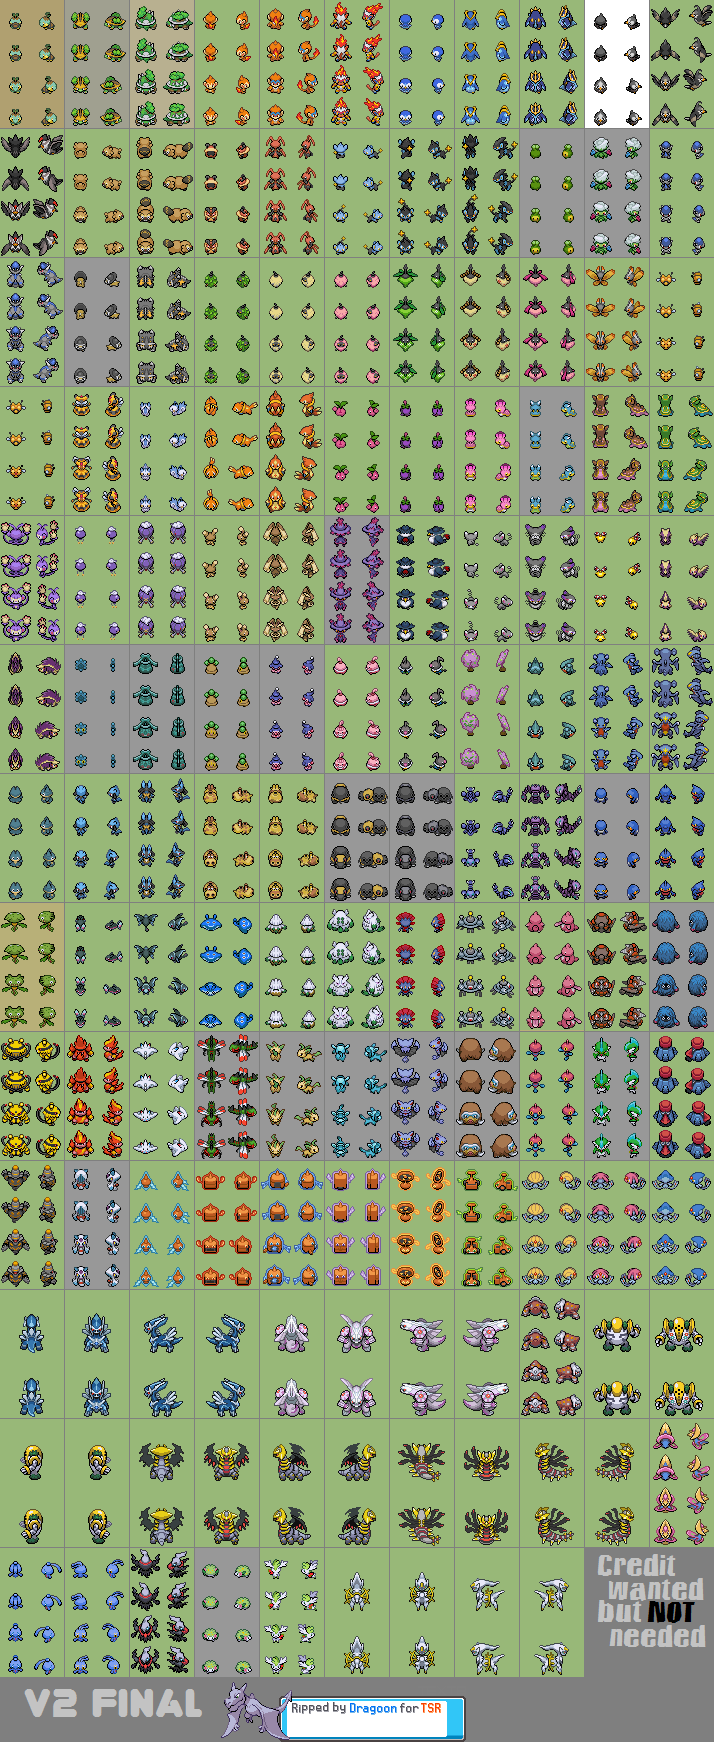 Credit
wanted
but NOT
needed
V2 FINAL
Ripped by Dragoon for TSR